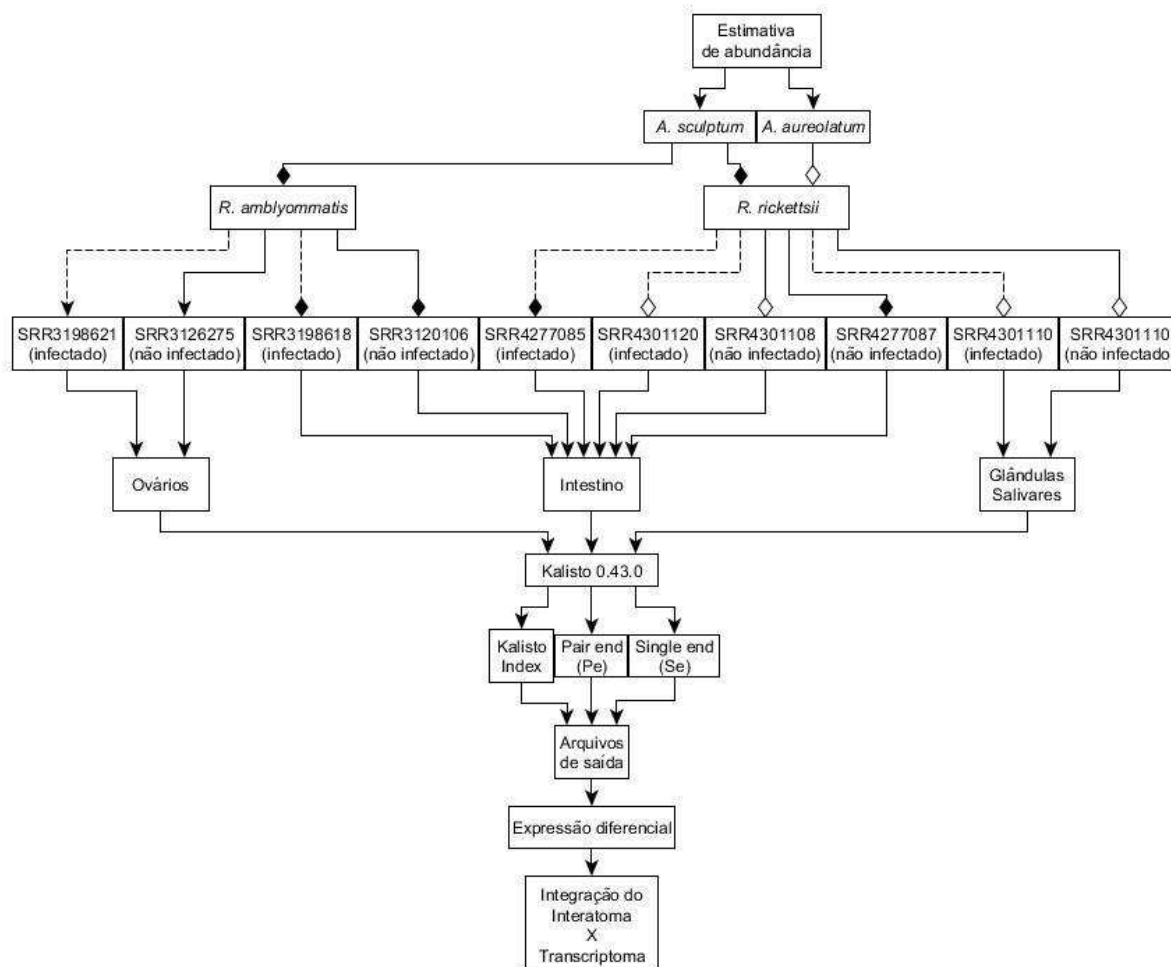 Estimativa
de abundância
A. sculptum
A. aureolatum
R. amblyommatis
R. rickettsii
SRR3198621
(infectado)
SRR3126275
(não infectado)
SRR3198618
(infectado)
SRR3120106
(não infectado)
SRR4277085
(infectado)
SRR4301120
(infectado)
SRR4301108
(não infectado)
SRR4277087
(não infectado)
SRR4301110
(infectado)
SRR4301110
(não infectado)
Ovários
Intestino
Glândulas
Salivares
Kalisto 0.43.0
Kalisto
Index
Pair end
(Pe)
Single end
(Se)
Arquivos
de saída
Expressão diferencial
Integração do
Interatoma
X
Transcriptoma